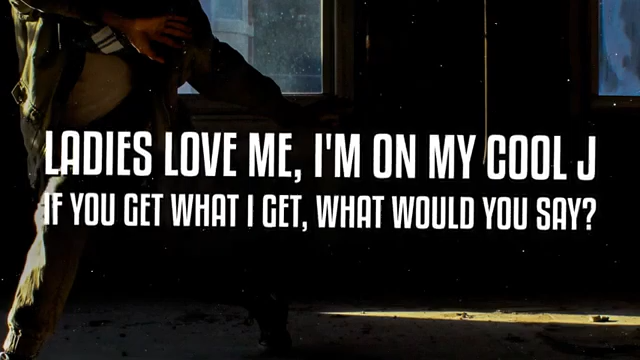 LADIES LOVE ME, I'M ON MY COOL J
IF YOU GET WHAT I GET, WHAT WOULD YOU SAY?